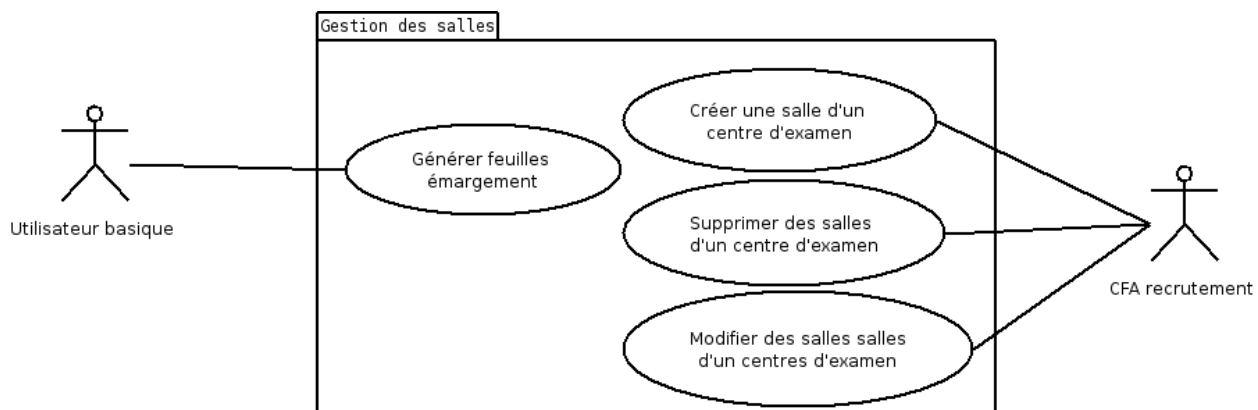 Gestion des salles
Créer une salle d'un
centre d'examen
Générer feuilles
émargement
Utilisateur basique
Supprimer des salles
d'un centre d'examen
CFA recrutement
Modifier des salles salles
d'un centres d'examen